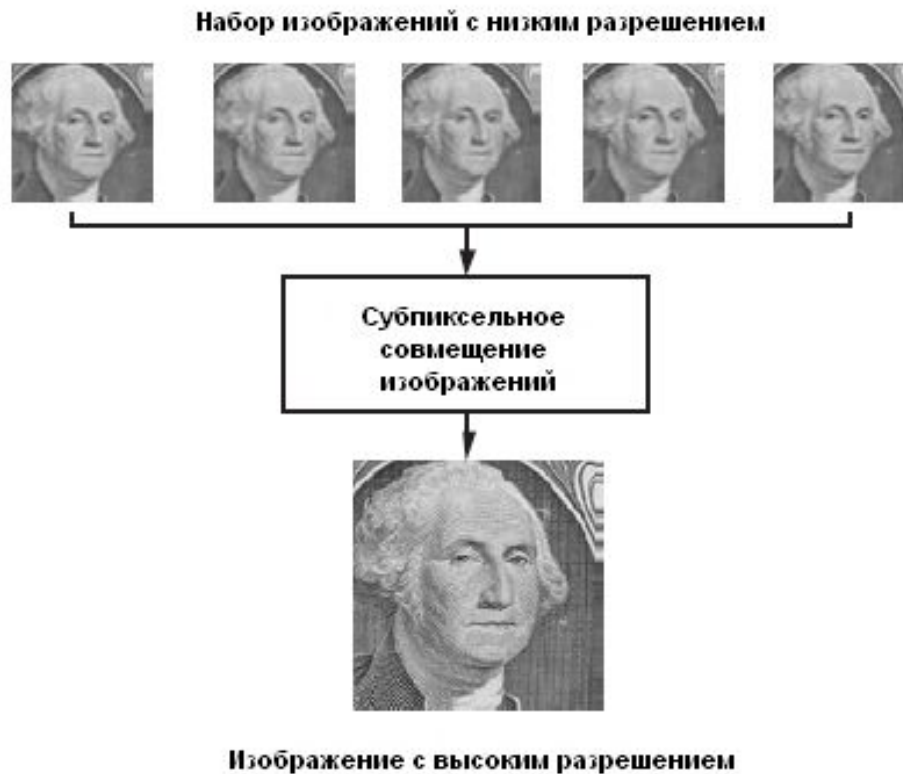 Набор изображений с низким разрешением
Субпиксельное
совмещение
изображений
Изображение с высоким разрешением